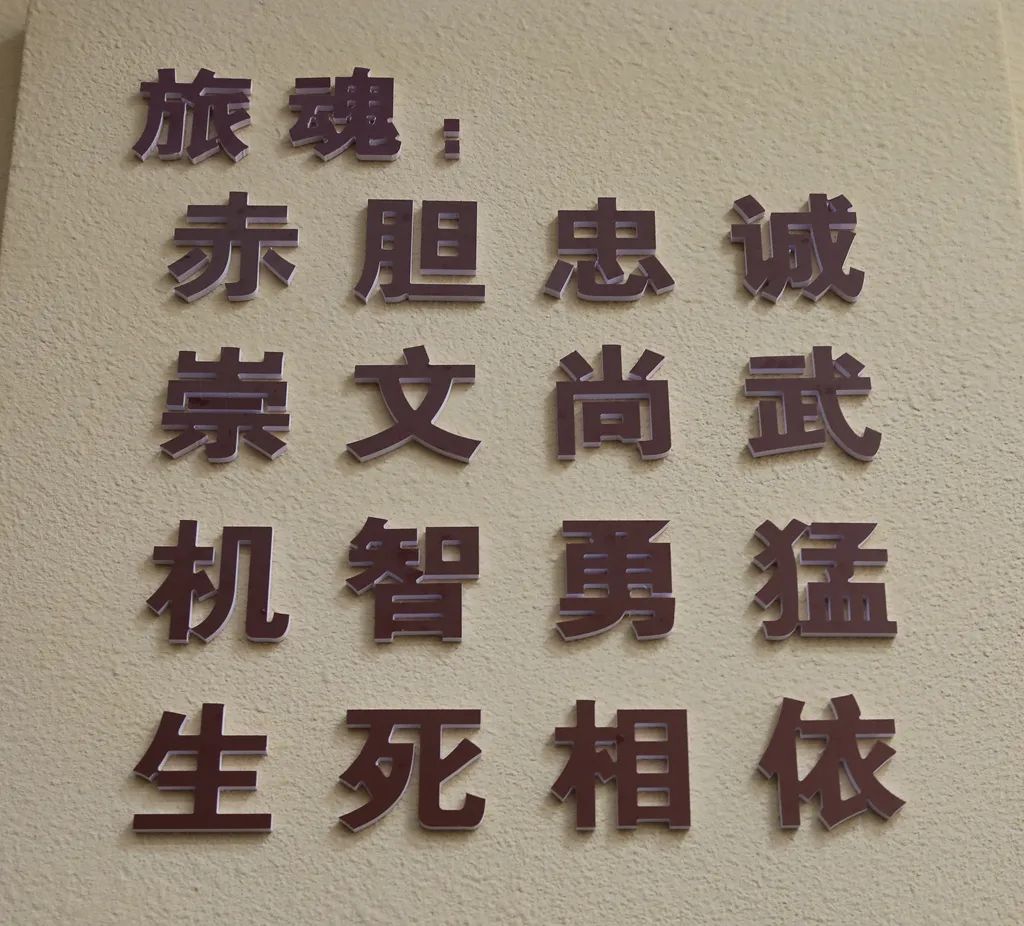 旅魂：
赤胆忠诚
崇文尚武
机智勇猛
生死相依